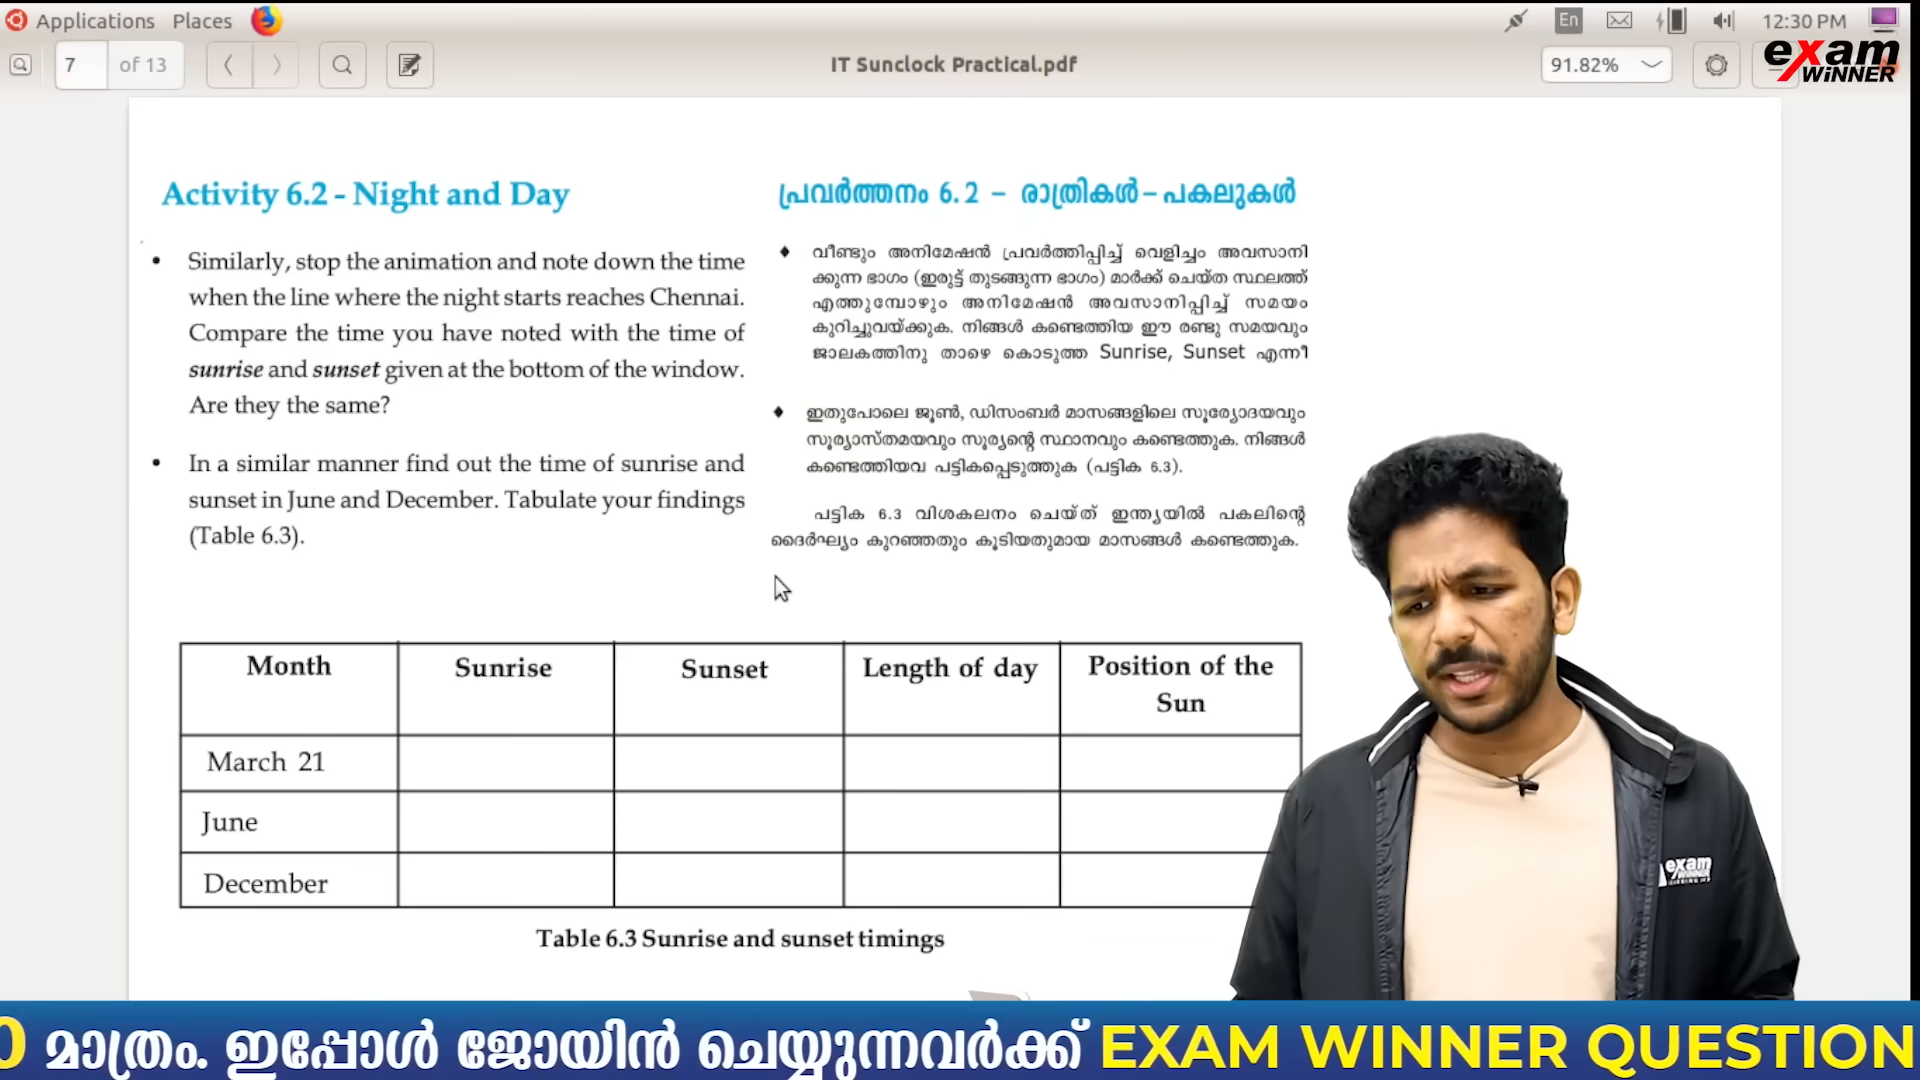 Applications Places
En
12:30 PM
7 of 13
IT Sunclock Practical.pdf
91.82%
exam
WINNER
Activity 6.2 - Night and Day
Similarly, stop the animation and note down the time
when the line where the night starts reaches Chennai.
Compare the time you have noted with the time of
sunrise and sunset given at the bottom of the window.
Are they the same?
In a similar manner find out the time of sunrise and
sunset in June and December. Tabulate your findings
(Table 6.3).
പ്രവർത്തനം 6.2 – രാത്രികൾ – പകലുകൾ
വീണ്ടും അനിമേഷൻ പ്രവർത്തിപ്പിച്ച് വെളിച്ചം അവസാനി
ക്കുന്ന ഭാഗം (ഇരുട്ട് തുടങ്ങുന്ന ഭാഗം) മാർക്ക് ചെയ്ത സ്ഥലത്ത്
എത്തുമ്പോഴും അനിമേഷൻ അവസാനിപ്പിച്ച് സമയം
കുറിച്ചുവയ്ക്കുക. നിങ്ങൾ കണ്ടെത്തിയ ഈ രണ്ടു സമയവും
ജാലകത്തിനു താഴെ കൊടുത്ത Sunrise, Sunset എന്നീ
ഇതുപോലെ ജൂൺ, ഡിസംബർ മാസങ്ങളിലെ സൂര്യോദയവും
സൂര്യാസ്തമയവും സൂര്യന്റെ സ്ഥാനവും കണ്ടെത്തുക. നിങ്ങൾ
കണ്ടെത്തിയവ പട്ടികപ്പെടുത്തുക (പട്ടിക 6.3).
പട്ടിക 6.3 വിശകലനം ചെയ്ത് ഇന്ത്യയിൽ പകലിന്റെ
ദൈർഘ്യം കുറഞ്ഞതും കൂടിയതുമായ മാസങ്ങൾ കണ്ടെത്തുക.
Month Sunrise Sunset Length of day Position of the
Sun
March 21
June
December
Table 6.3 Sunrise and sunset timings
exam
WINNER
0 മാത്രം. ഇപ്പോൾ ജോയിൻ ചെയ്യുന്നവർക്ക് EXAM WINNER QUESTION